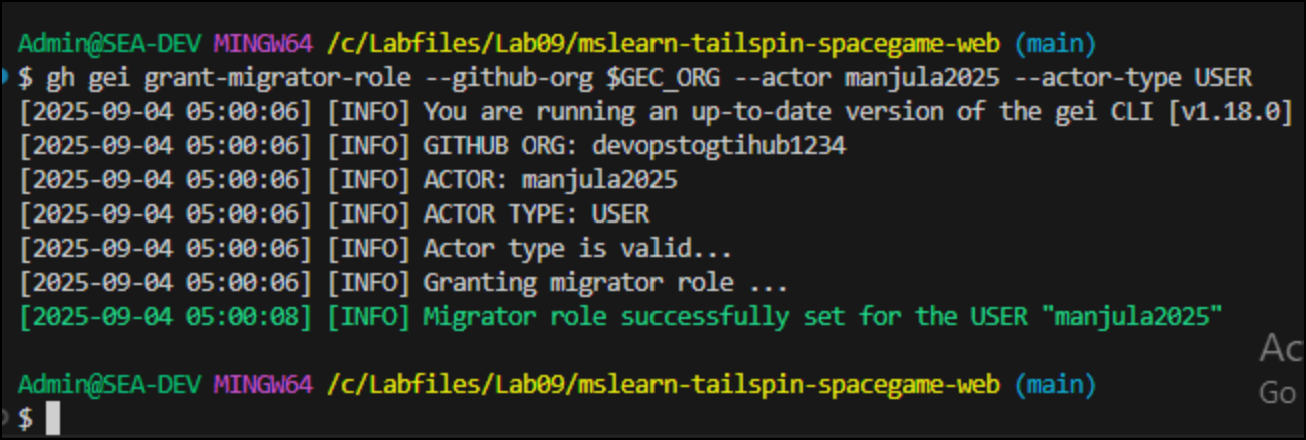 Admin@SEA-DEV MINGW64 /c/Labfiles/Lab09/mslearn-tailspin-spacegame-web (main)
$ gh gei grant-migrator-role --github-org $GEC_ORG --actor manjula2025 --actor-type USER
[2025-09-04 05:00:06] [INFO] You are running an up-to-date version of the gei CLI [v1.18.0]
[2025-09-04 05:00:06] [INFO] GITHUB ORG: devopstogtihub1234
[2025-09-04 05:00:06] [INFO] ACTOR: manjula2025
[2025-09-04 05:00:06] [INFO] ACTOR TYPE: USER
[2025-09-04 05:00:06] [INFO] Actor type is valid...
[2025-09-04 05:00:06] [INFO] Granting migrator role ...
[2025-09-04 05:00:08] [INFO] Migrator role successfully set for the USER "manjula2025"
Ac
Admin@SEA-DEV MINGW64 /c/Labfiles/Lab09/mslearn-tailspin-spacegame-web (main)
Go
$